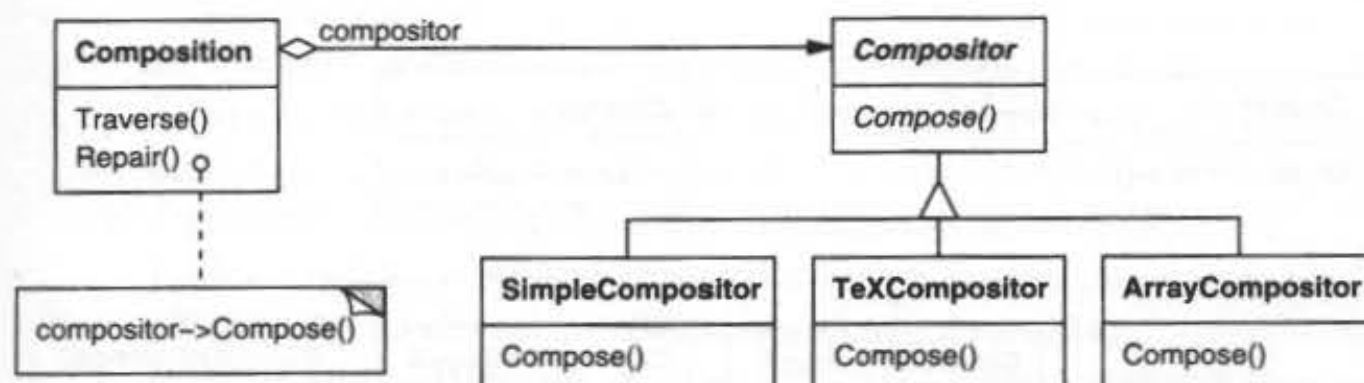 Composition
compositor
Compositor
Traverse()
Repair()
Compose()
compositor–>Compose()
SimpleCompositor
TeXCompositor
ArrayCompositor
Compose()
Compose()
Compose()